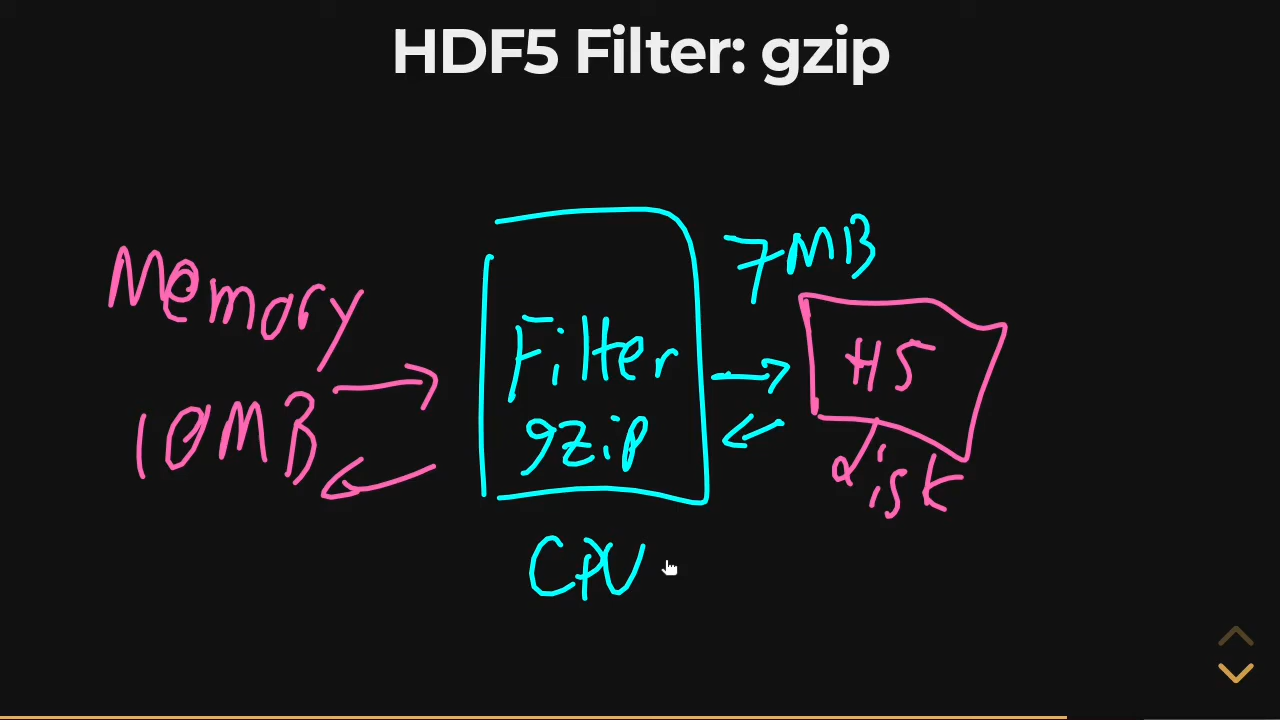 HDF5 Filter: gzip
Memory
10MB
Filter
gzip
CPU
7MB
H5
disk